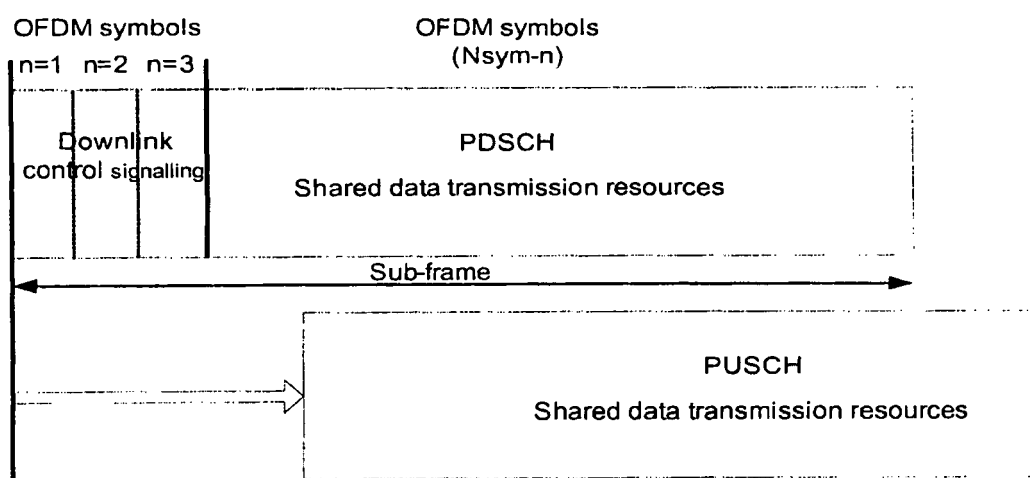 OFDM symbols
n=1 n=2 n=3
OFDM symbols
(Nsym-n)
Downlink
control signalling
PDSCH
Shared data transmission resources
Sub-frame
PUSCH
Shared data transmission resources